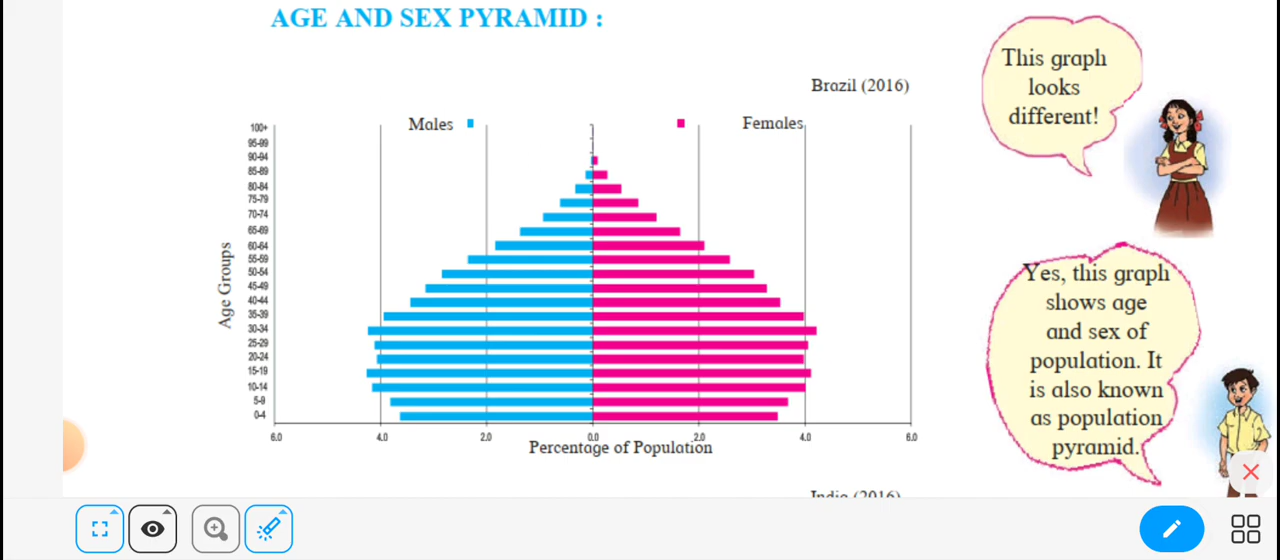 AGE AND SEX PYRAMID :
Brazil (2016)
Males
Females
This graph
looks
different!
Age Groups
100+
95-99
90-94
85-89
80-84
75-79
70-74
65-69
60-64
55-59
50-54
45-49
40-44
35-39
30-34
25-29
20-24
15-19
10-14
5-9
0-4
6.0 4.0 2.0 0.0 2.0 4.0 6.0
Percentage of Population
Yes, this graph
shows age
and sex of
population. It
is also known
as population
pyramid.
India (2016)